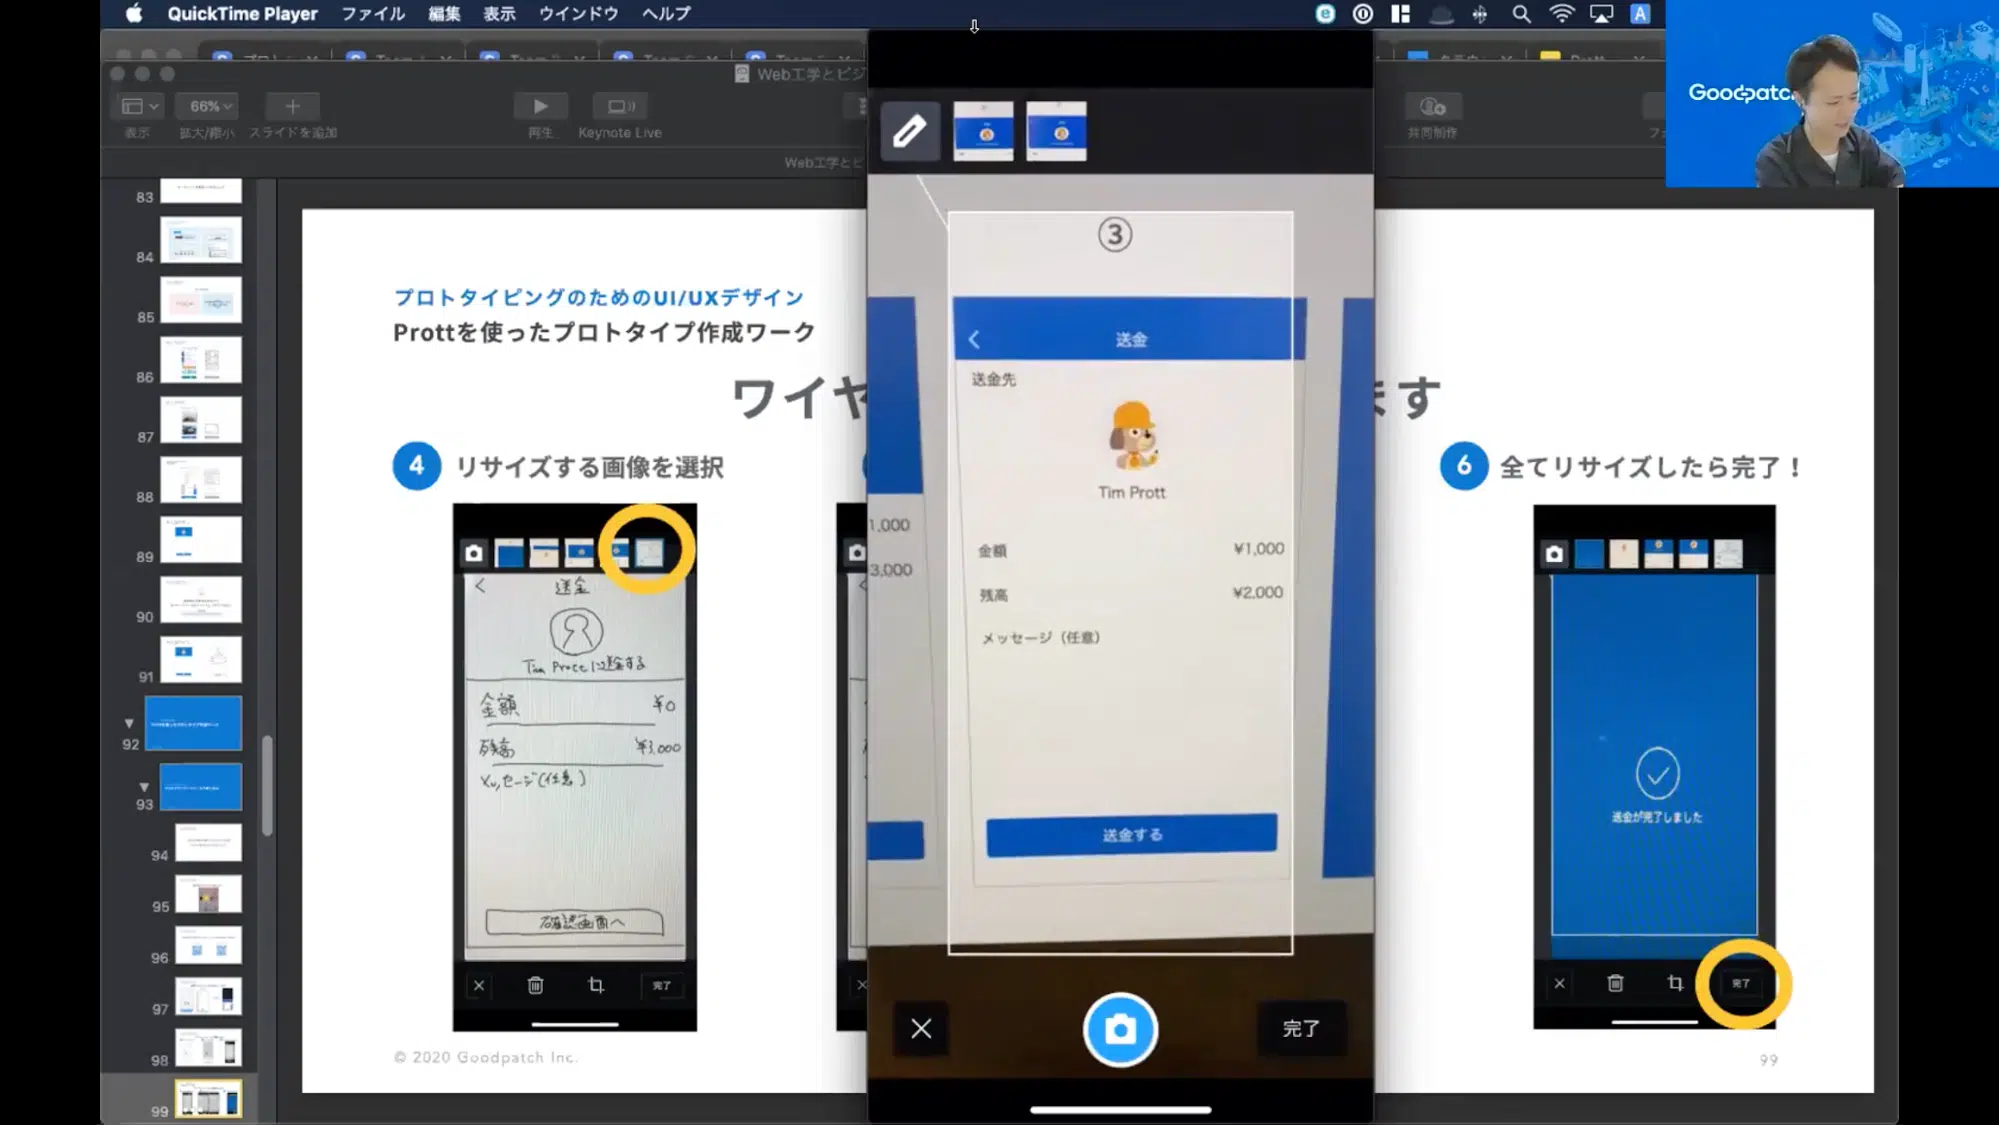 QuickTime Player ファイル 編集 表示 ウインドウ ヘルプ
A
Goodpatch
Web工学とビジ
66%
表示
拡大/縮小
スライドを追加
再生
Keynote Live
共同制作
Web工学とビ
83
84
85
86
87
88
89
90
91
92
93
94
95
96
97
98
99
プロトタイピングのためのUI/UXデザイン
Prottを使ったプロトタイプ作成ワーク
ワイヤ
ます
4 リサイズする画像を選択
送金
Tim Prottに送金する
金額 ¥0
残高 ¥3,000
メッセージ(任意)
確認画面へ
完了
© 2020 Goodpatch Inc.
③
送金
送金先
Tim Prott
1,000
3,000
金額 ¥1,000
残高 ¥2,000
メッセージ（任意）
送金する
完了
6 全てリサイズしたら完了！
送金が完了しました
完了
99